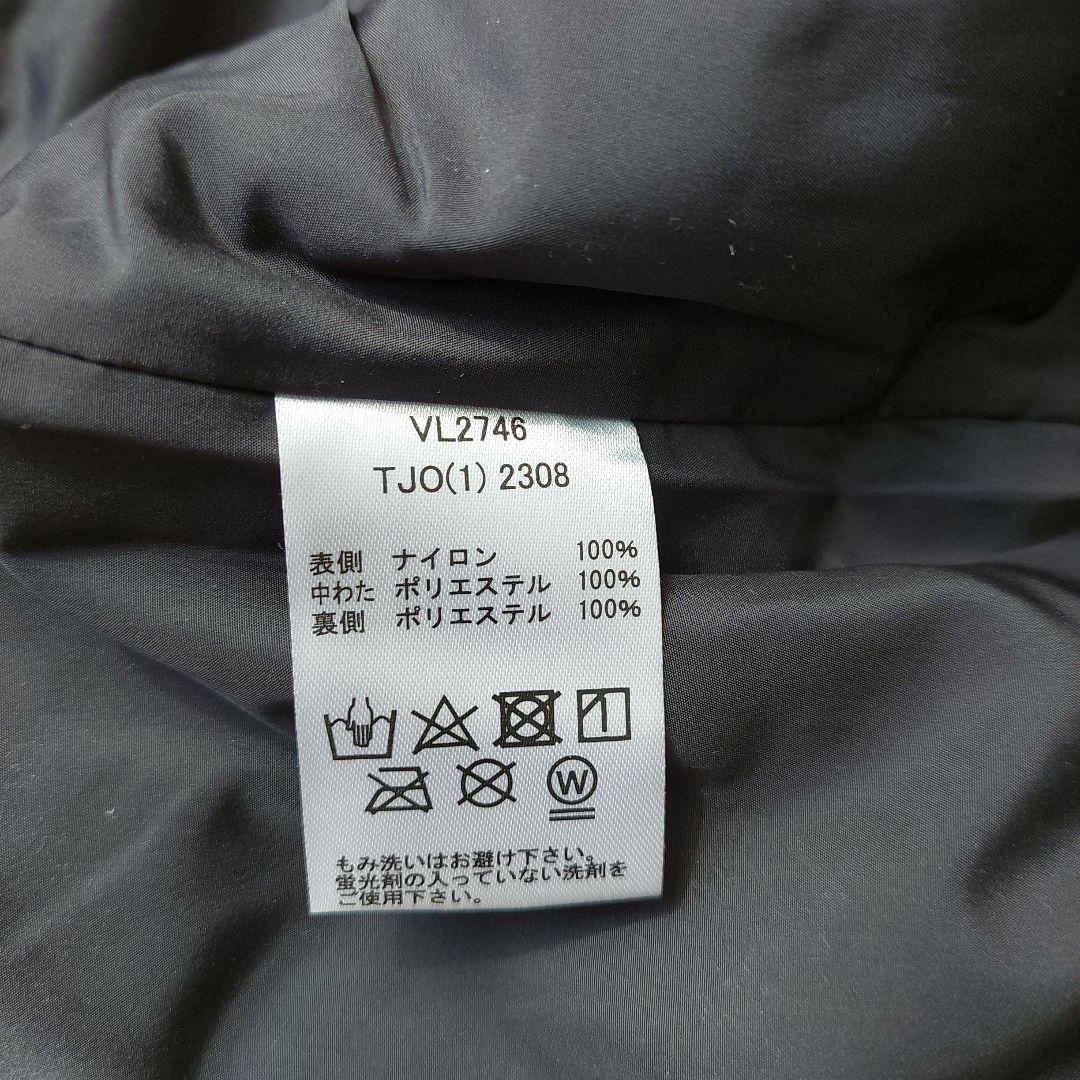 VL2746
TJO(1) 2308
表側 ナイロン 100%
中わた ポリエステル 100%
裏側 ポリエステル 100%
W
もみ洗いはお避け下さい。
蛍光剤の入っていない洗剤を
ご使用下さい。